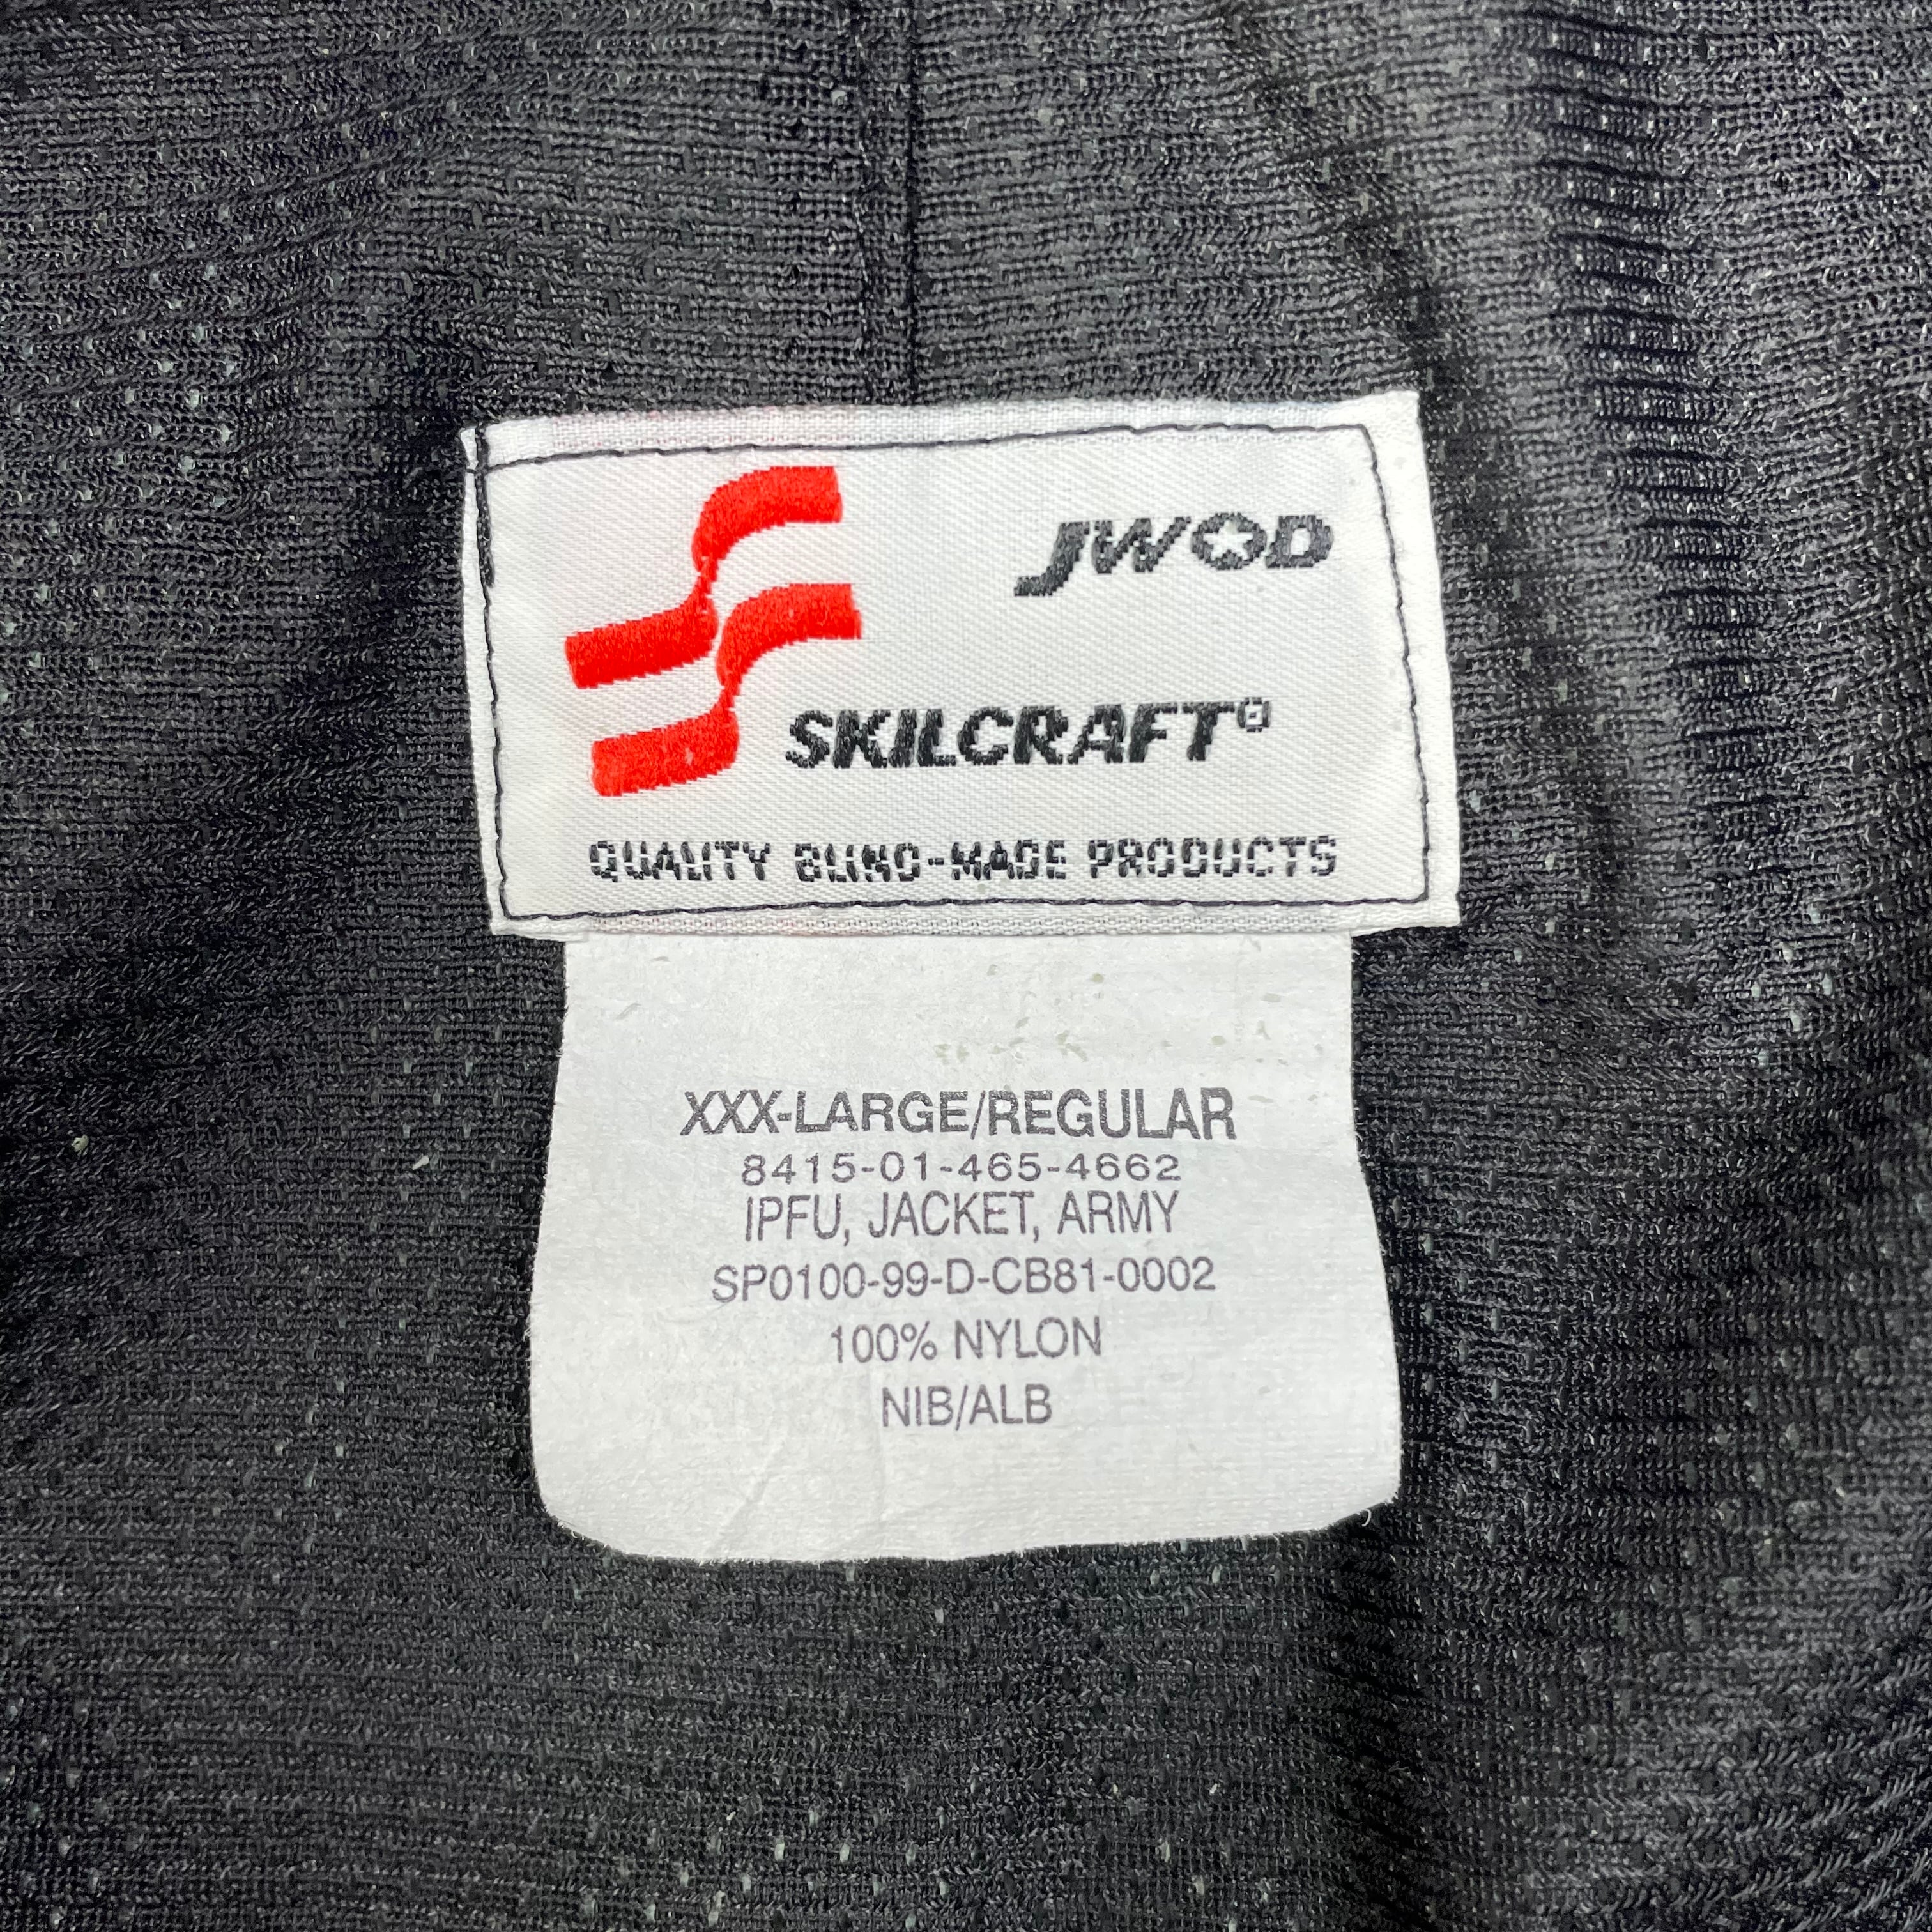 JWOD
SKILCRAFT®
QUALITY BLIND-MADE PRODUCTS
XXX-LARGE/REGULAR
8415-01-465-4662
IPFU, JACKET, ARMY
SP0100-99-D-CB81-0002
100% NYLON
NIB/ALB